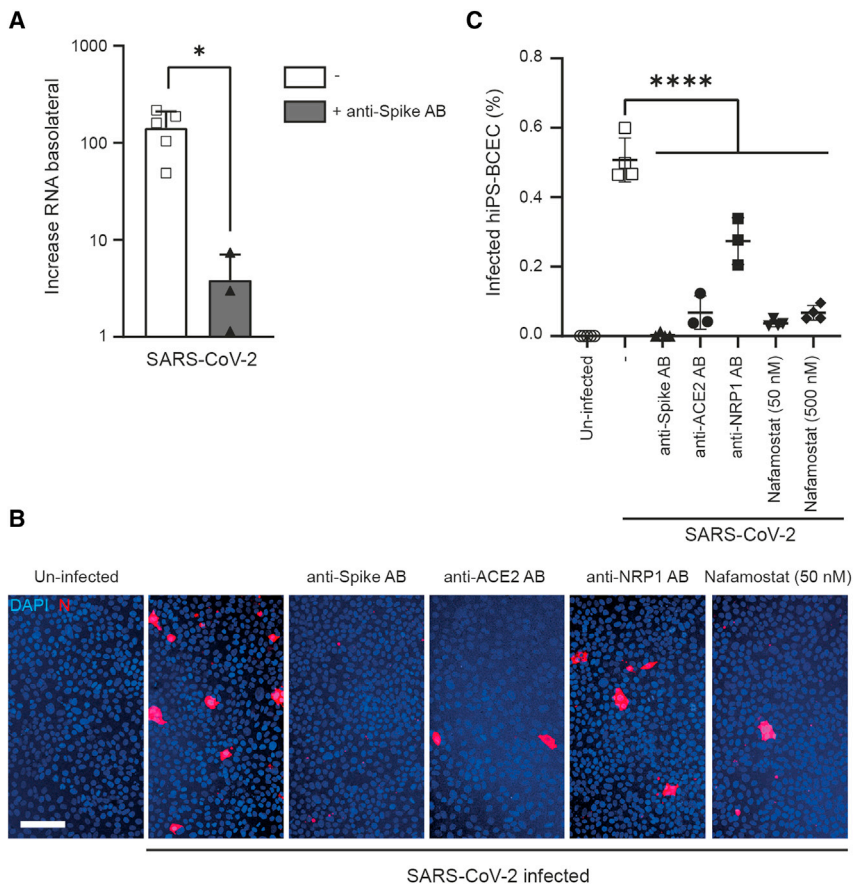 A
Increase RNA basolateral
1000
100
10
1
*
-
+ anti-Spike AB
SARS-CoV-2
C
Infected hiPS-BCEC (%)
0.8
0.6
0.4
0.2
0.0
****
Un-infected
-
anti-Spike AB
anti-ACE2 AB
anti-NRP1 AB
Nafamostat (50 nM)
Nafamostat (500 nM)
SARS-CoV-2
B
Un-infected
anti-Spike AB
anti-ACE2 AB
anti-NRP1 AB
Nafamostat (50 nM)
DAPI N
SARS-CoV-2 infected